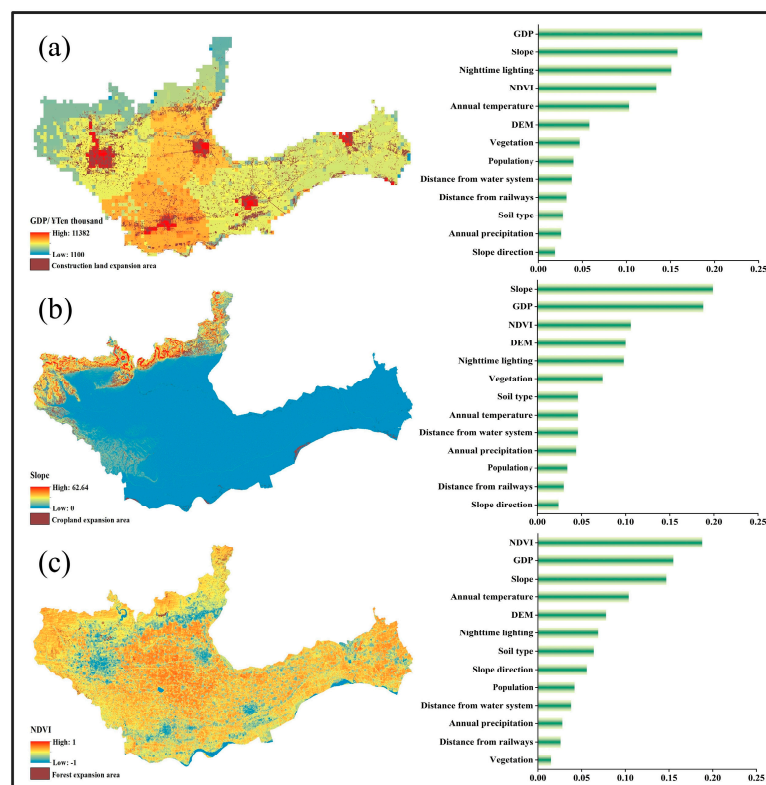 (a)
GDP/¥Ten thousand
High: 11382
Low: 1100
Construction land expansion area
GDP
Slope
Nighttime lighting
NDVI
Annual temperature
DEM
Vegetation
Populationγ
Distance from water system
Distance from railways
Soil type
Annual precipitation
Slope direction
0.00 0.05 0.10 0.15 0.20 0.25
(b)
Slope
High: 62.64
Low: 0
Cropland expansion area
Slope
GDP
NDVI
DEM
Nighttime lighting
Vegetation
Soil type
Annual temperature
Distance from water system
Annual precipitation
Populationγ
Distance from railways
Slope direction
0.00 0.05 0.10 0.15 0.20 0.25
(c)
NDVI
High: 1
Low: -1
Forest expansion area
NDVI
GDP
Slope
Annual temperature
DEM
Nighttime lighting
Soil type
Slope direction
Population
Distance from water system
Annual precipitation
Distance from railways
Vegetation
0.00 0.05 0.10 0.15 0.20 0.25